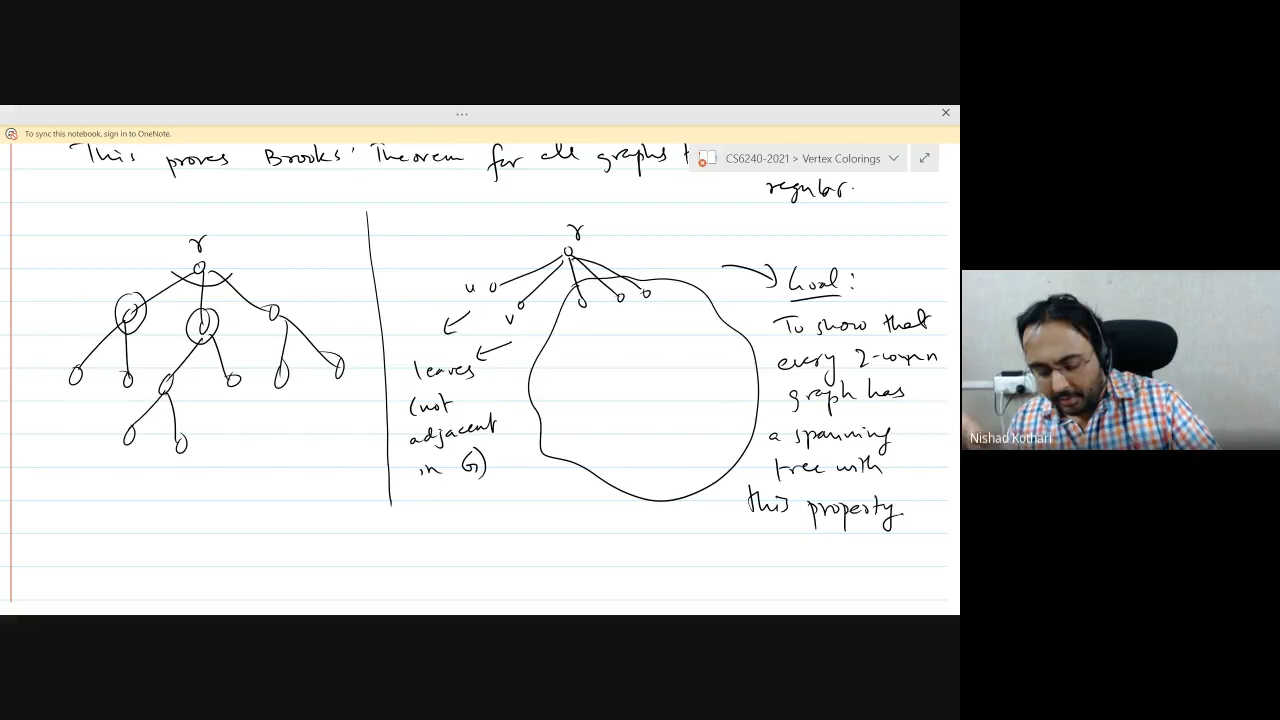 To sync this notebook, sign in to OneNote.
This proves Brooks' Theorem for all graphs
CS6240-2021 > Vertex Colorings
regular.
r
r
u
v
leaves
(not
adjacent
in G)
Goal:
To show that
every 2-conn
graph has
a spanning
tree with
this property
Nishad Kothari